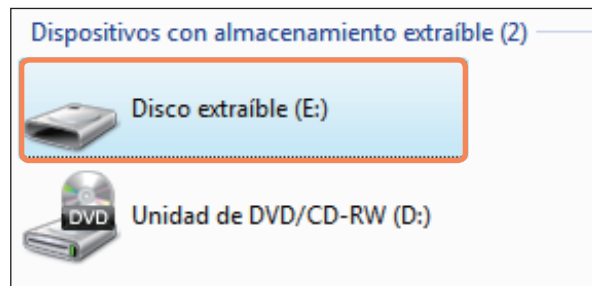 Dispositivos con almacenamiento extraíble (2)
Disco extraíble (E:)
DVD
Unidad de DVD/CD-RW (D:)